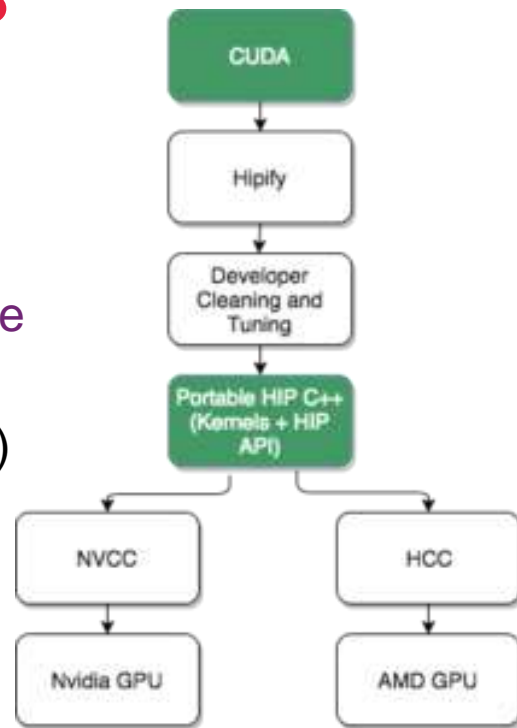 CUDA
Hipify
Developer
Cleaning and
Tuning
e
Portable HIP C++
(Kernels + HIP
API)
)
NVCC
HCC
Nvidia GPU
AMD GPU